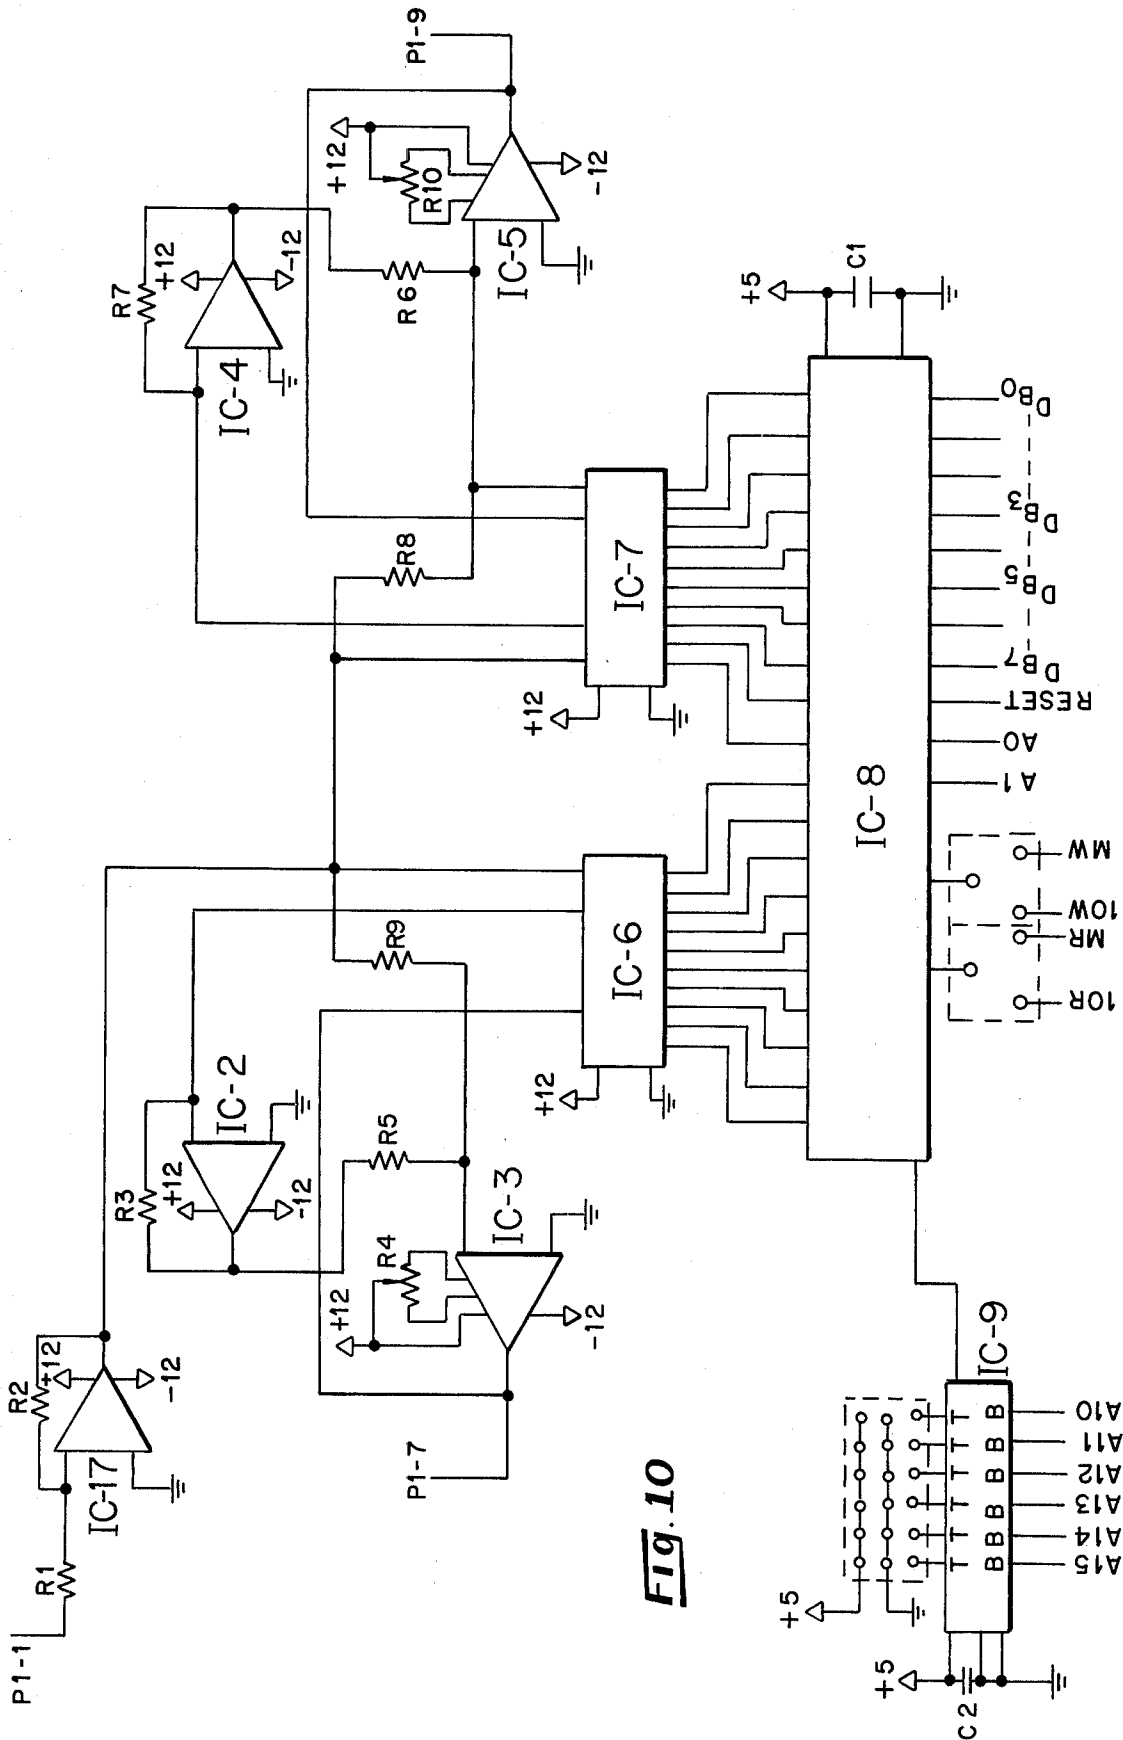 P1-1
R1
R2
+12
-12
IC-17
P1-7
R3
+12
-12
IC-2
R4
+12
-12
IC-3
R5
R9
R7
+12
-12
IC-4
R8
R6
+12
R10
-12
IC-5
P1-9
+12
IC-6
+12
IC-7
IC-8
+5
C1
DB0
DB3
DB5
DB7
RESET
A0
A1
MW
10W
MR
10R
+5
C2
+5
IC-9
T T T T T T
B B B B B B
A15
A14
A13
A12
A11
A10
Fig. 10